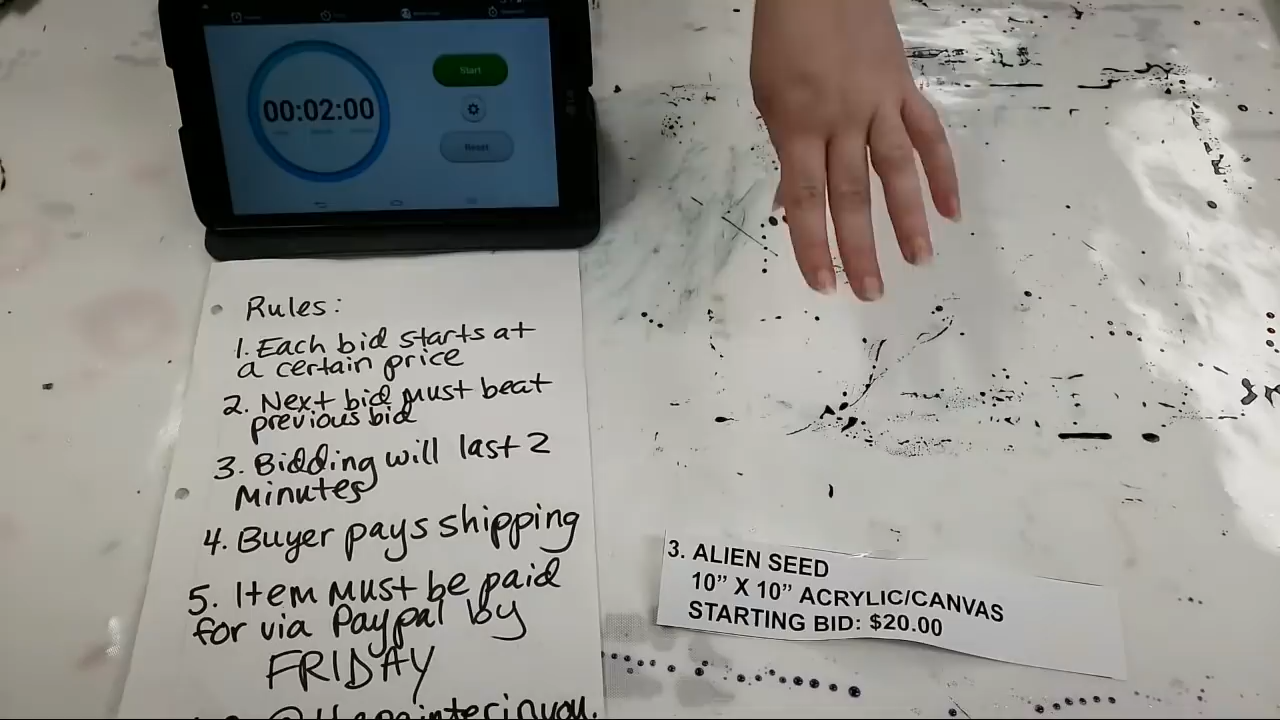 00:02:00
Start
Reset
Rules:
1. Each bid starts at
a certain price
2. Next bid must beat
previous bid
3. Bidding will last 2
Minutes
4. Buyer pays shipping
5. Item must be paid
for via Paypal by
FRIDAY
3. ALIEN SEED
10” X 10” ACRYLIC/CANVAS
STARTING BID: $20.00